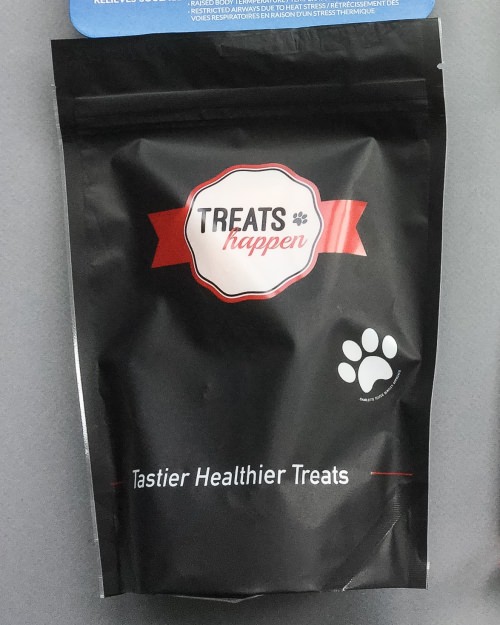 RAISED BODY TEMPERATURE /
RESTRICTED AIRWAYS DUE TO HEAT STRESS / RÉTRÉCISSEMENT DES
VOIES RESPIRATOIRES EN RAISON D'UN STRESS THERMIQUE
TREATS
happen
Tastier Healthier Treats